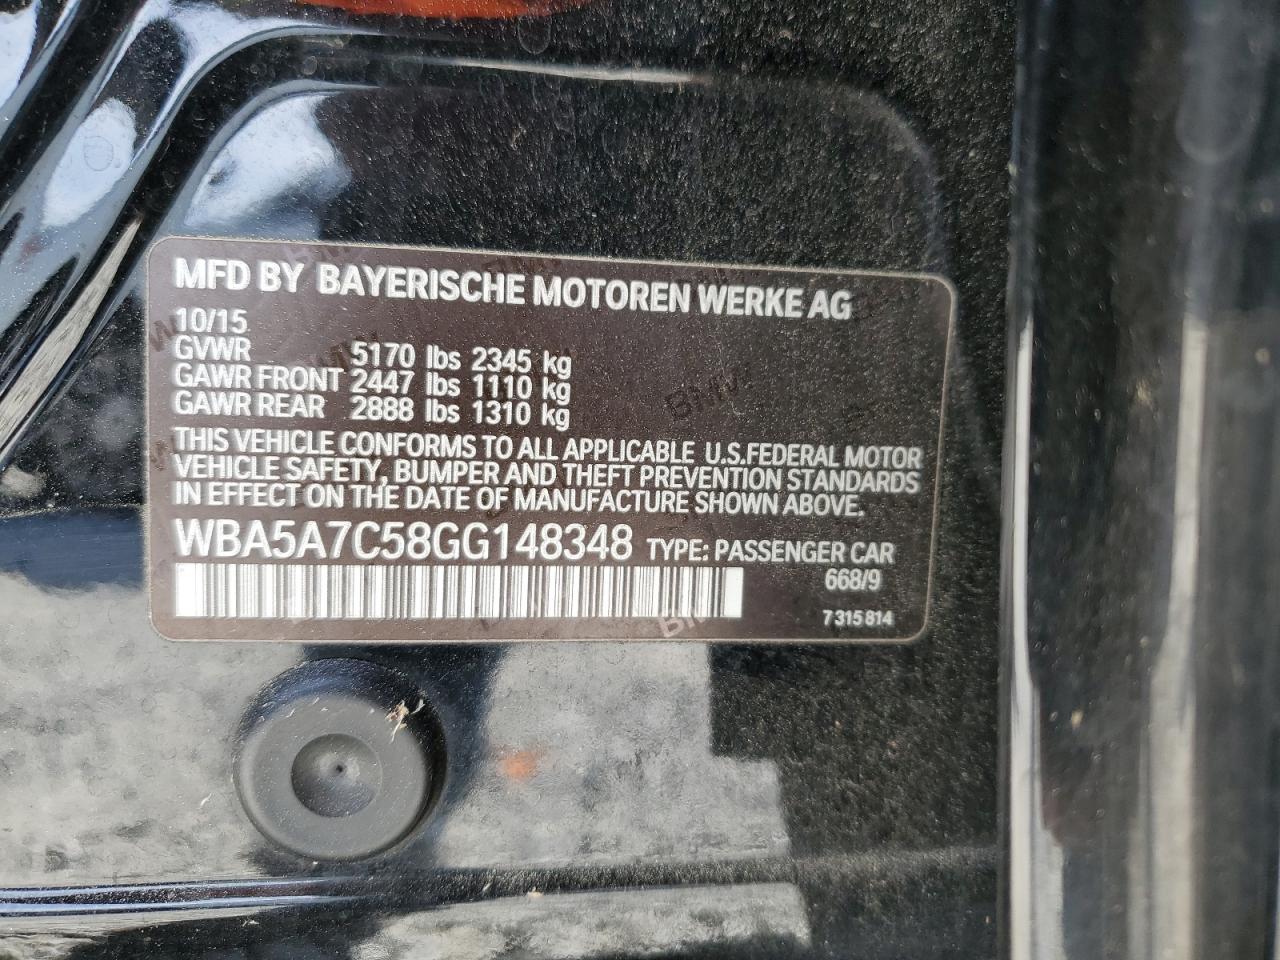 MFD BY BAYERISCHE MOTOREN WERKE AG
10/15
GVWR 5170 lbs 2345 kg
GAWR FRONT 2447 lbs 1110 kg
GAWR REAR 2888 lbs 1310 kg
THIS VEHICLE CONFORMS TO ALL APPLICABLE U.S.FEDERAL MOTOR
VEHICLE SAFETY, BUMPER AND THEFT PREVENTION STANDARDS
IN EFFECT ON THE DATE OF MANUFACTURE SHOWN ABOVE.
WBA5A7C58GG148348 TYPE: PASSENGER CAR
668/9
7 315 814